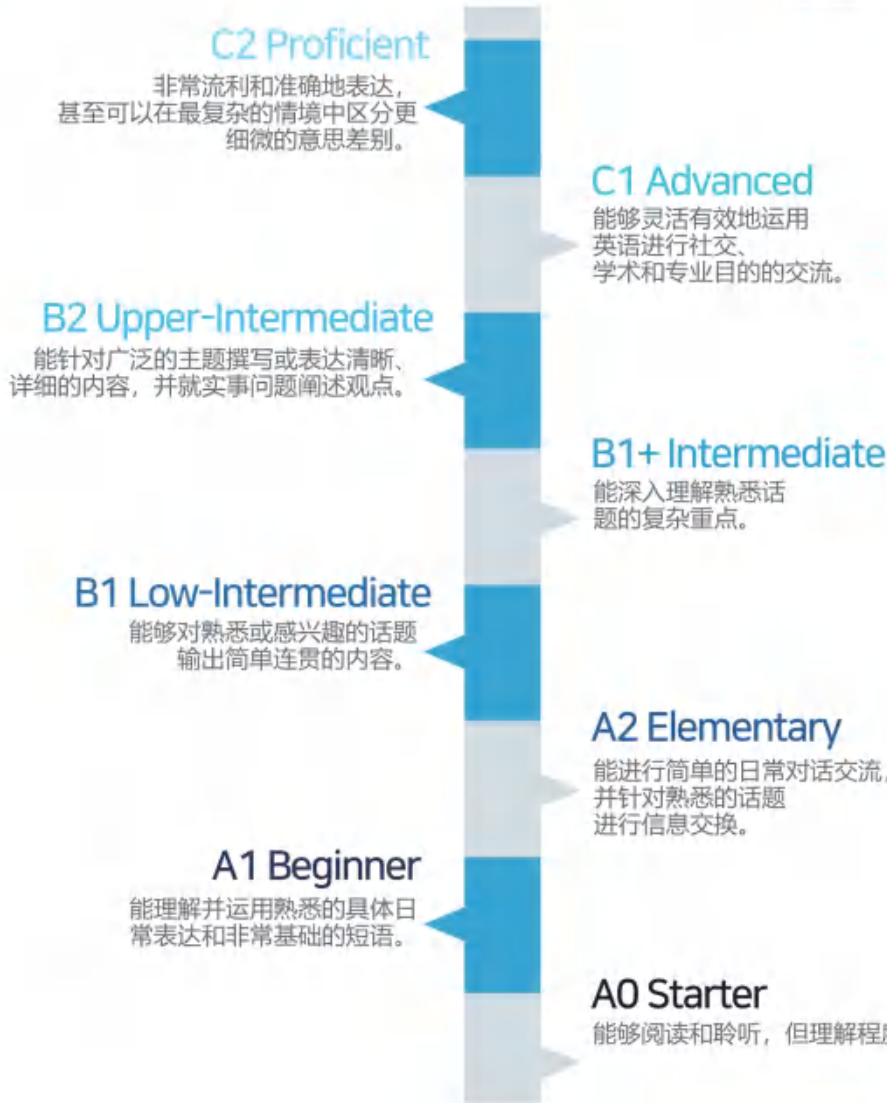 C2 Proficient
非常流利和准确地表达，
甚至可以在最复杂的情境中区分更
细微的意思差别。
C1 Advanced
能够灵活有效地运用
英语进行社交、
学术和专业目的的交流。
B2 Upper-Intermediate
能针对广泛的主题撰写或表达清晰、
详细的内容，并就实事问题阐述观点。
B1+ Intermediate
能深入理解熟悉话
题的复杂重点。
B1 Low-Intermediate
能够对熟悉或感兴趣的话题
输出简单连贯的内容。
A2 Elementary
能进行简单的日常对话交流，
并针对熟悉的话题
进行信息交换。
A1 Beginner
能理解并运用熟悉的具体日
常表达和非常基础的短语。
A0 Starter
能够阅读和聆听，但理解程